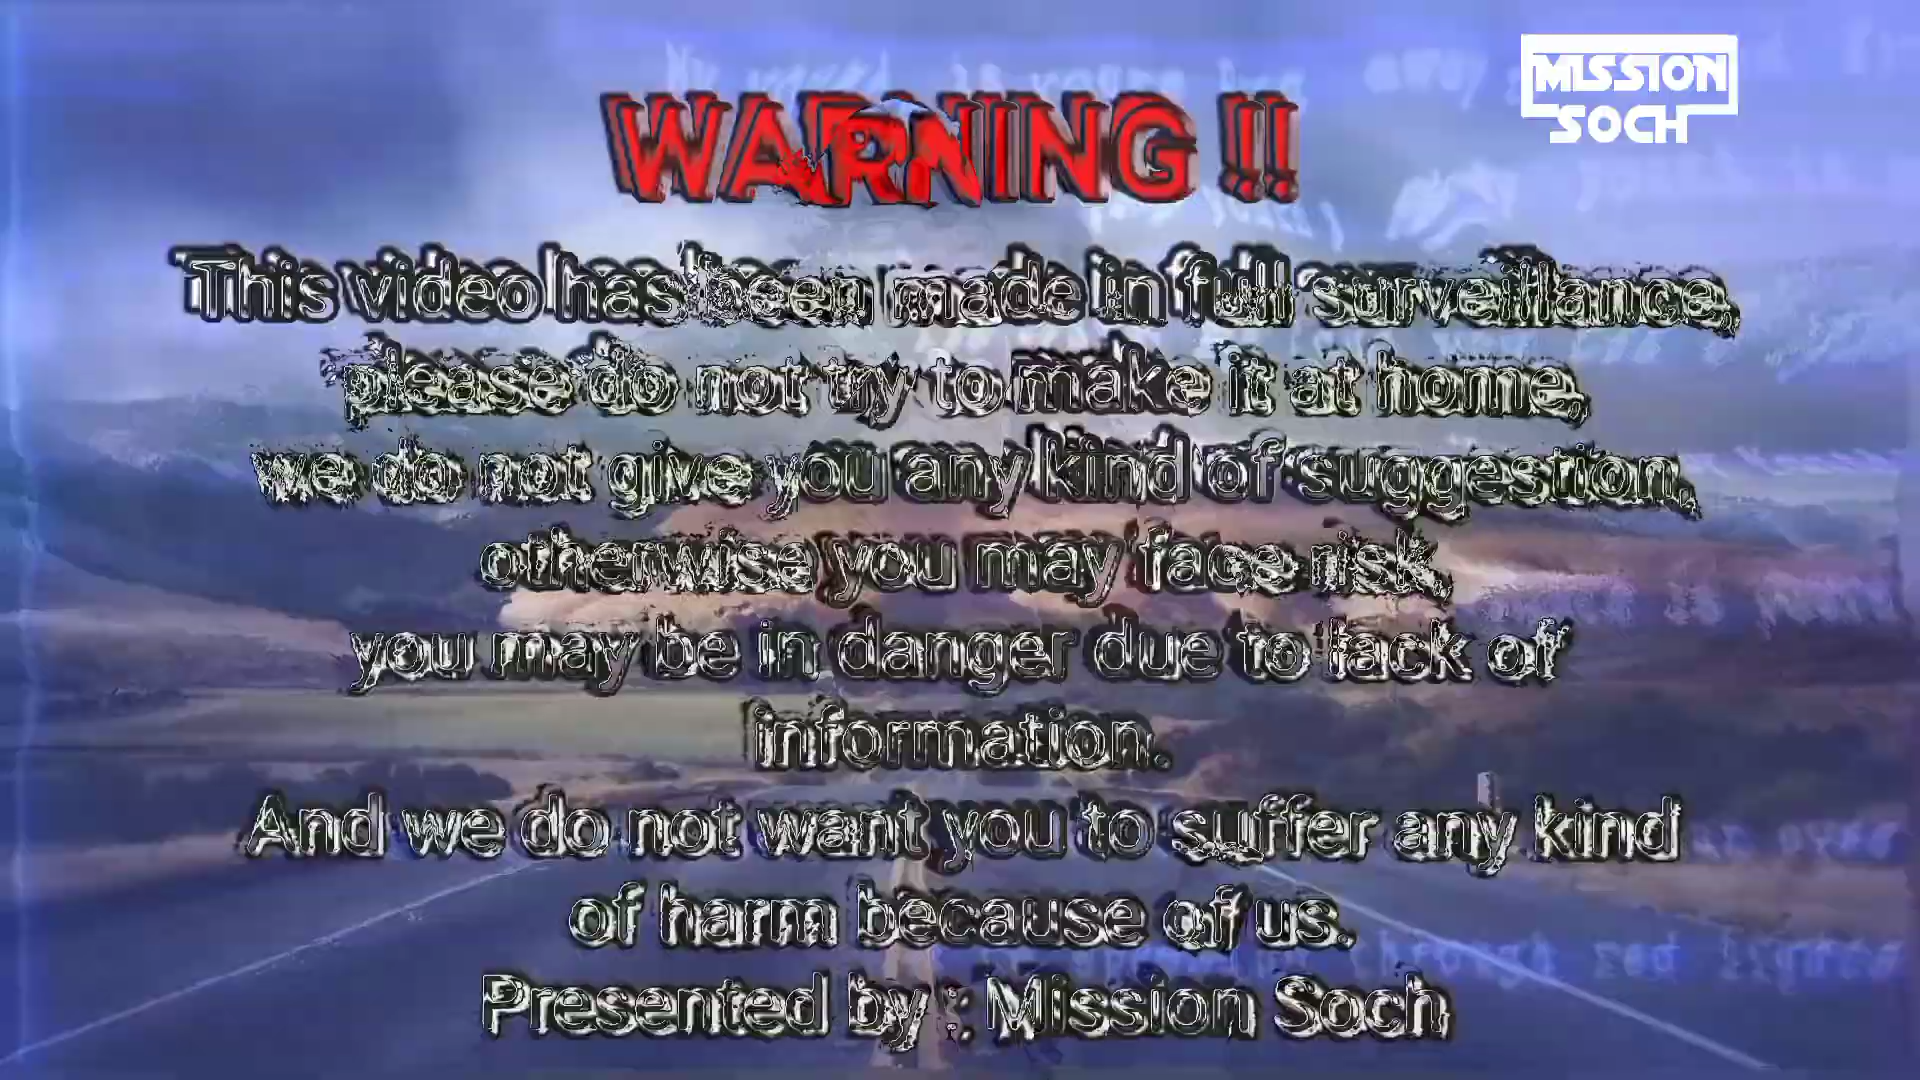 MISSION
SOCH
WARNING !!
This video has been made in full surveillance,
please do not try to make it at home,
we do not give you any kind of suggestion,
otherwise you may face risk,
you may be in danger due to lack of
information.
And we do not want you to suffer any kind
of harm because of us.
Presented by : Mission Soch